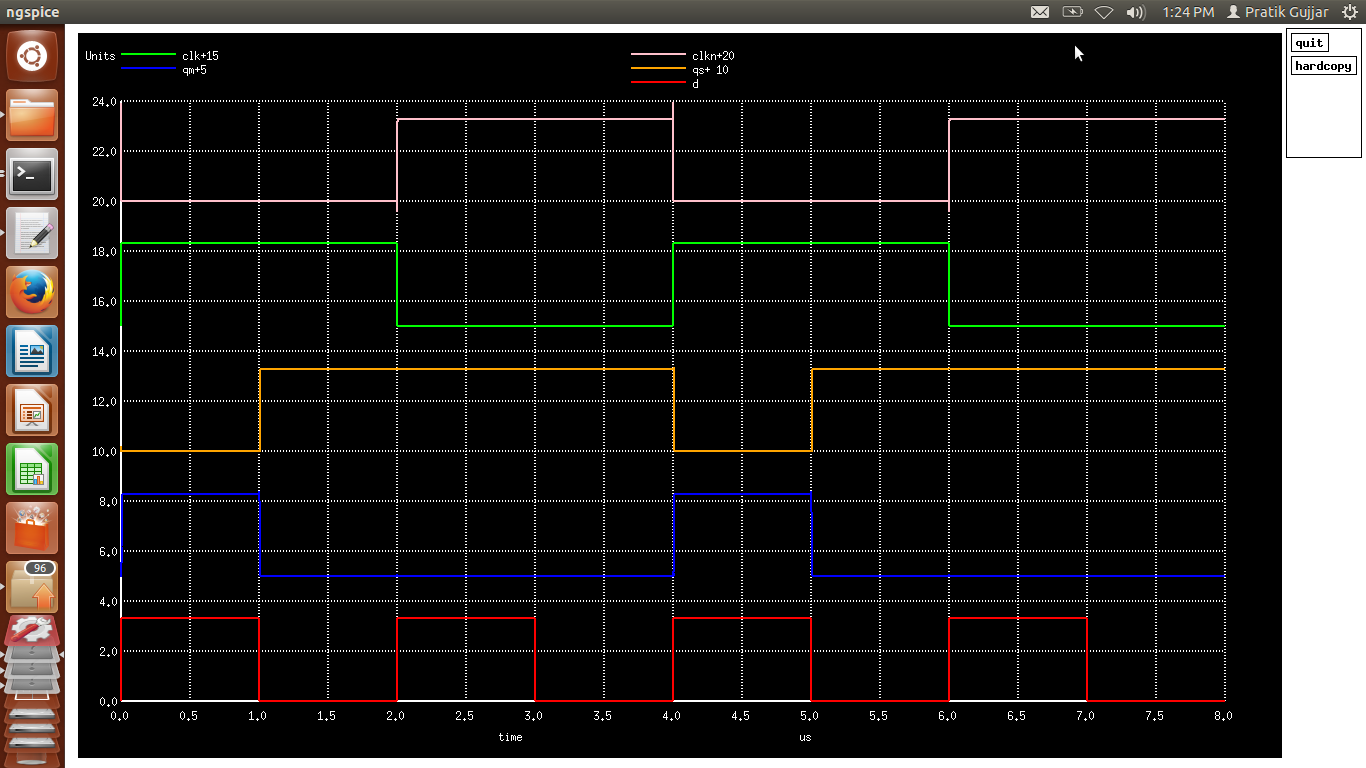 ngspice
1:24 PM Pratik Gujjar
quit
hardcopy
Units clk+15 clkn+20
qm+5 qs+ 10
d
24.0
22.0
20.0
18.0
16.0
14.0
12.0
10.0
8.0
6.0
4.0
2.0
0.0
0.0 0.5 1.0 1.5 2.0 2.5 3.0 3.5 4.0 4.5 5.0 5.5 6.0 6.5 7.0 7.5 8.0
time us
96